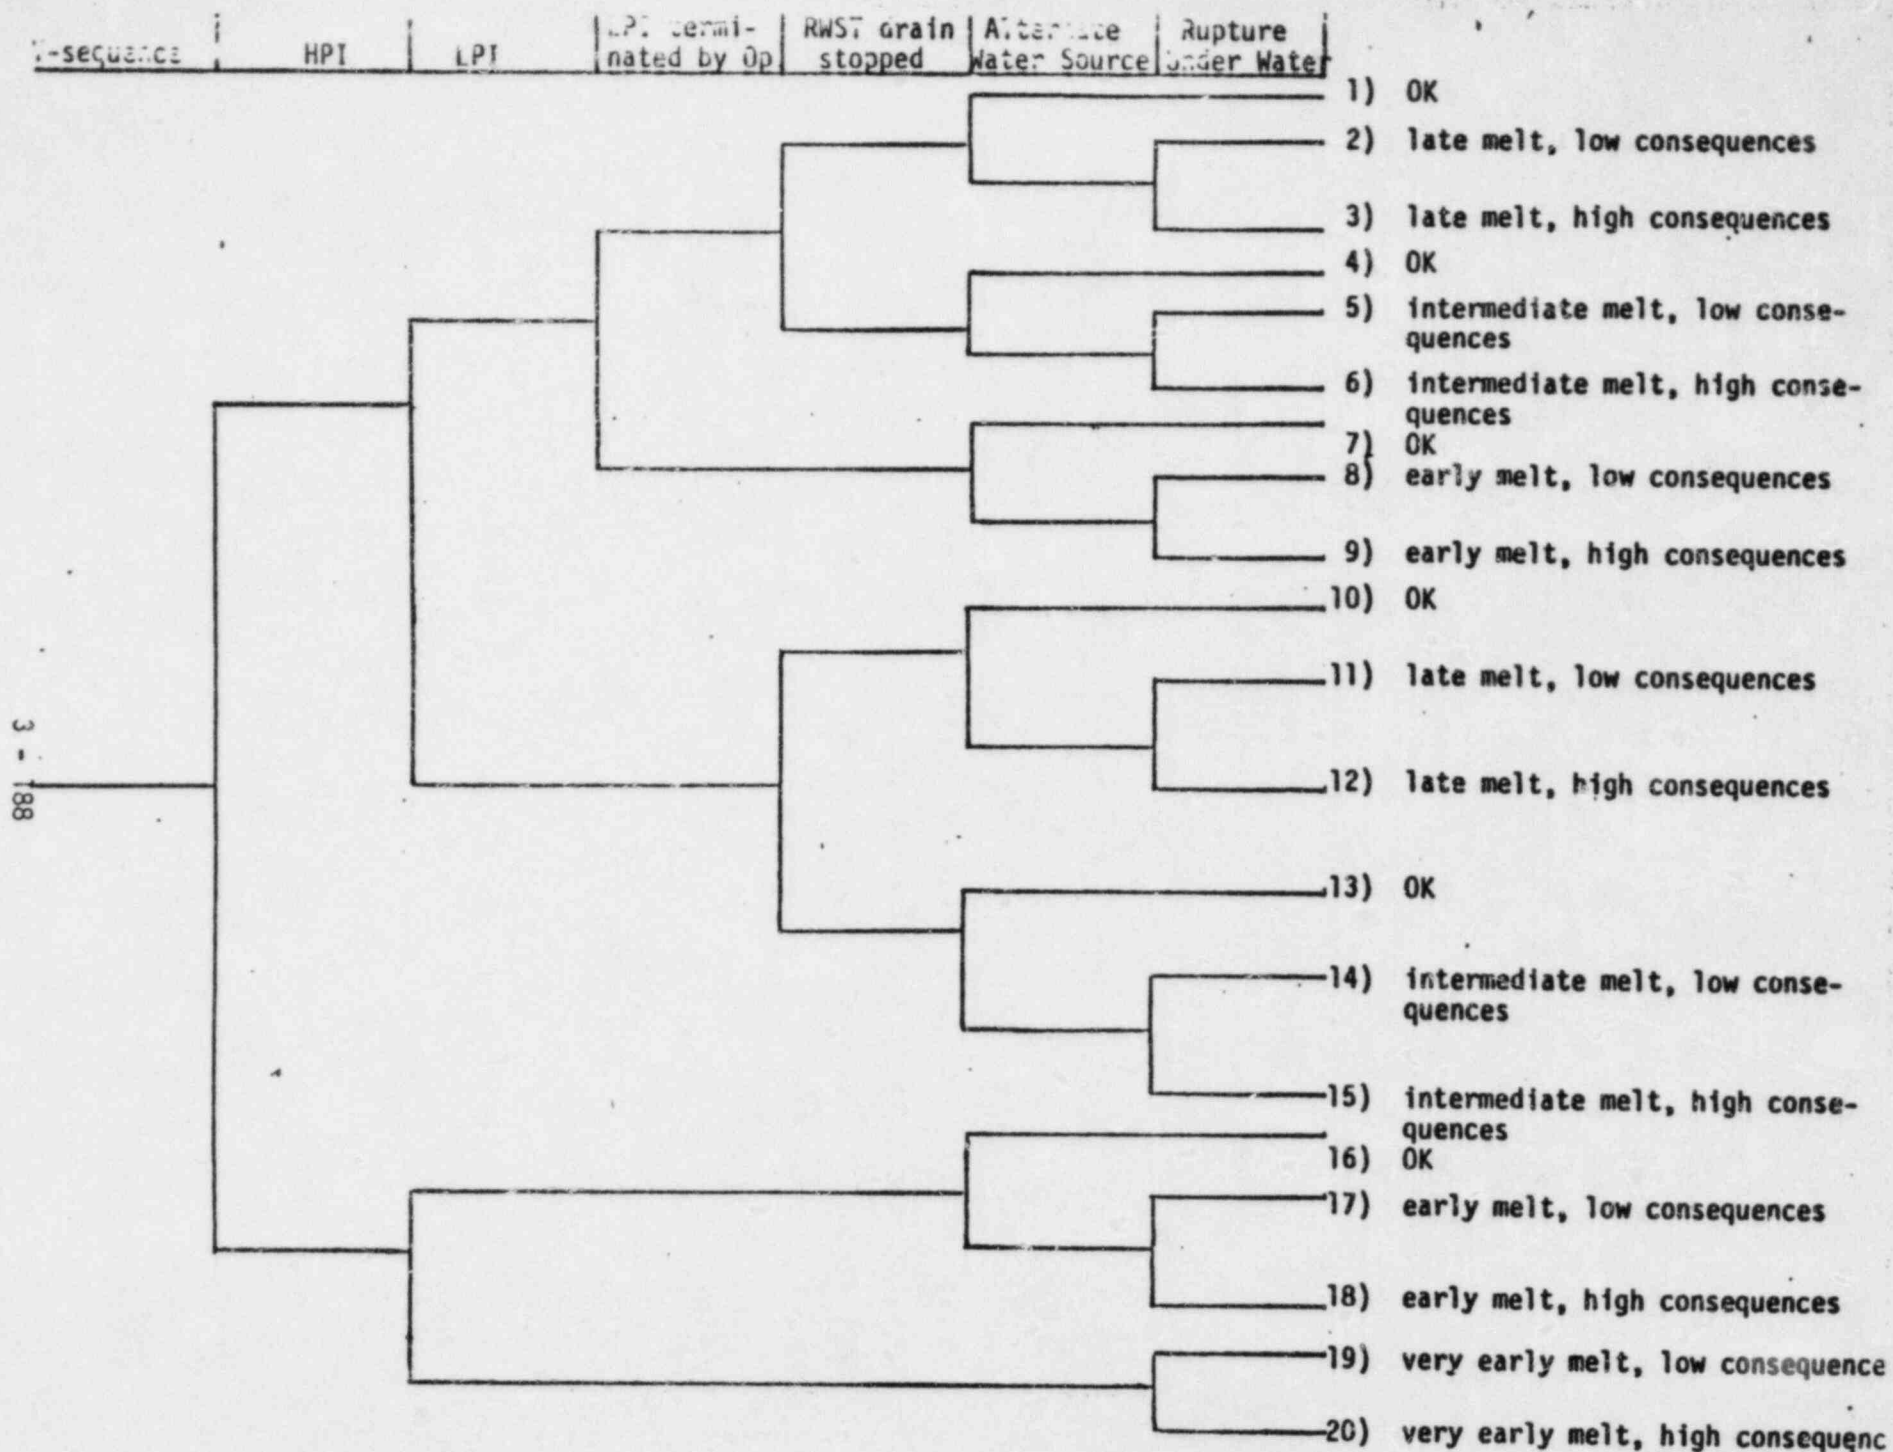 HPI
LPI
nated by Op
RWST drain
stopped
Water Source
Rupture
Under Water
1) OK
2) late melt, low consequences
3) late melt, high consequences
4) OK
5) intermediate melt, low conse-
quences
6) intermediate melt, high conse-
quences
7) OK
8) early melt, low consequences
9) early melt, high consequences
10) OK
11) late melt, low consequences
12) late melt, high consequences
13) OK
14) intermediate melt, low conse-
quences
15) intermediate melt, high conse-
quences
16) OK
17) early melt, low consequences
18) early melt, high consequences
19) very early melt, low consequence
20) very early melt, high consequenc
3 - 188